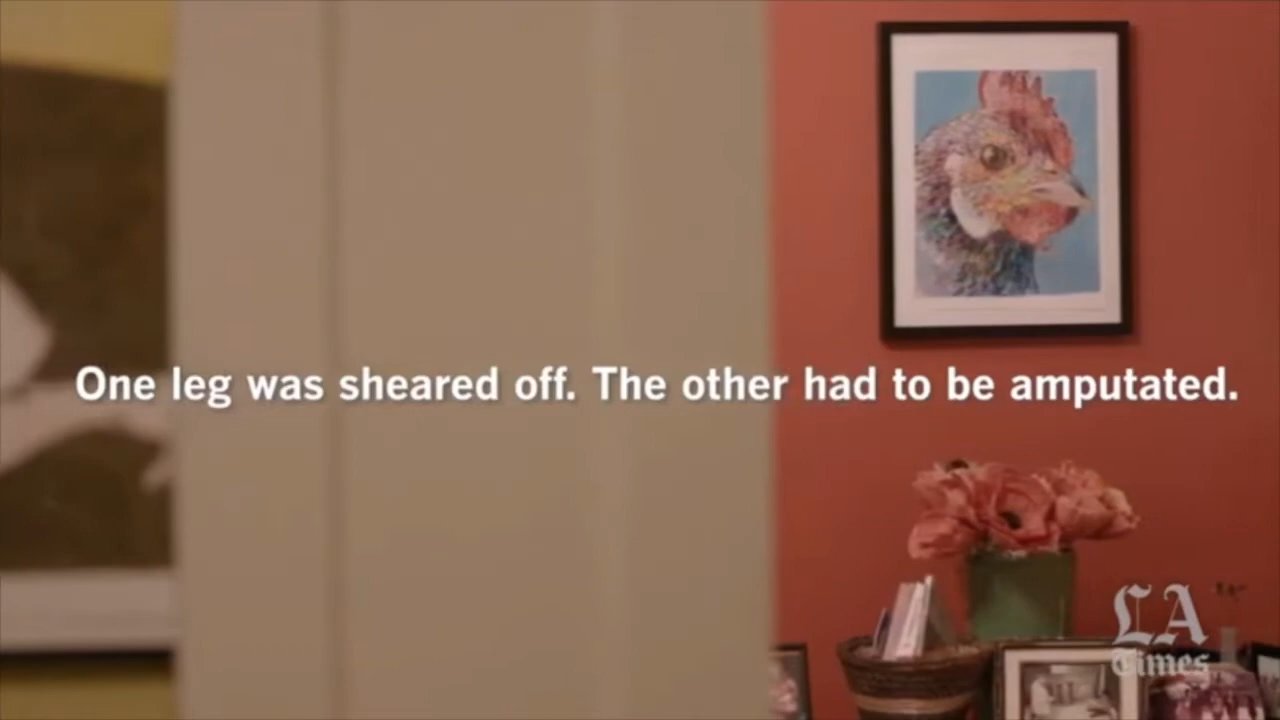 One leg was sheared off. The other had to be amputated.
LA
Times